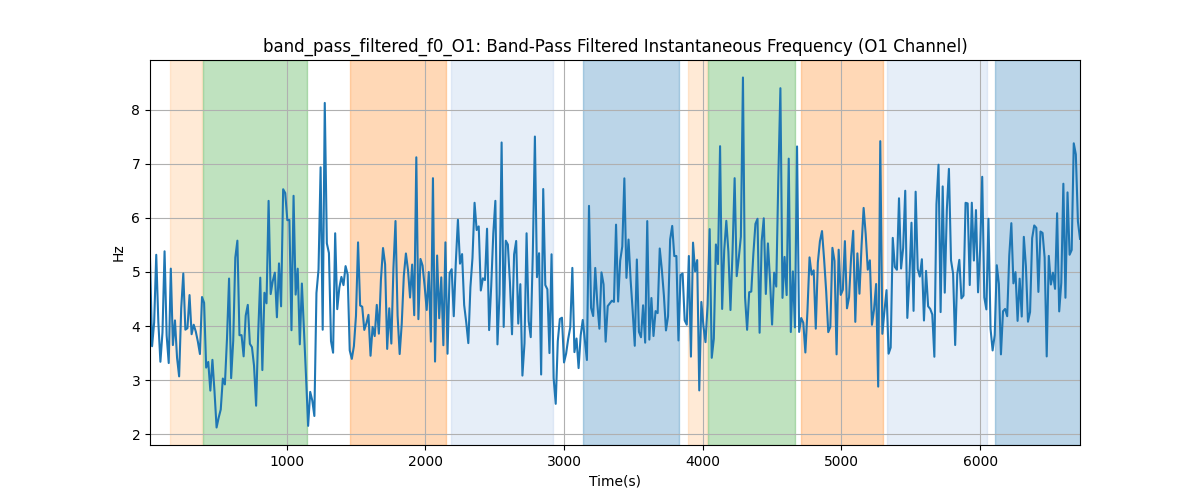 band_pass_filtered_f0_O1: Band-Pass Filtered Instantaneous Frequency (O1 Channel)
8
7
6
5
4
3
2
Hz
1000 2000 3000 4000 5000 6000
Time(s)